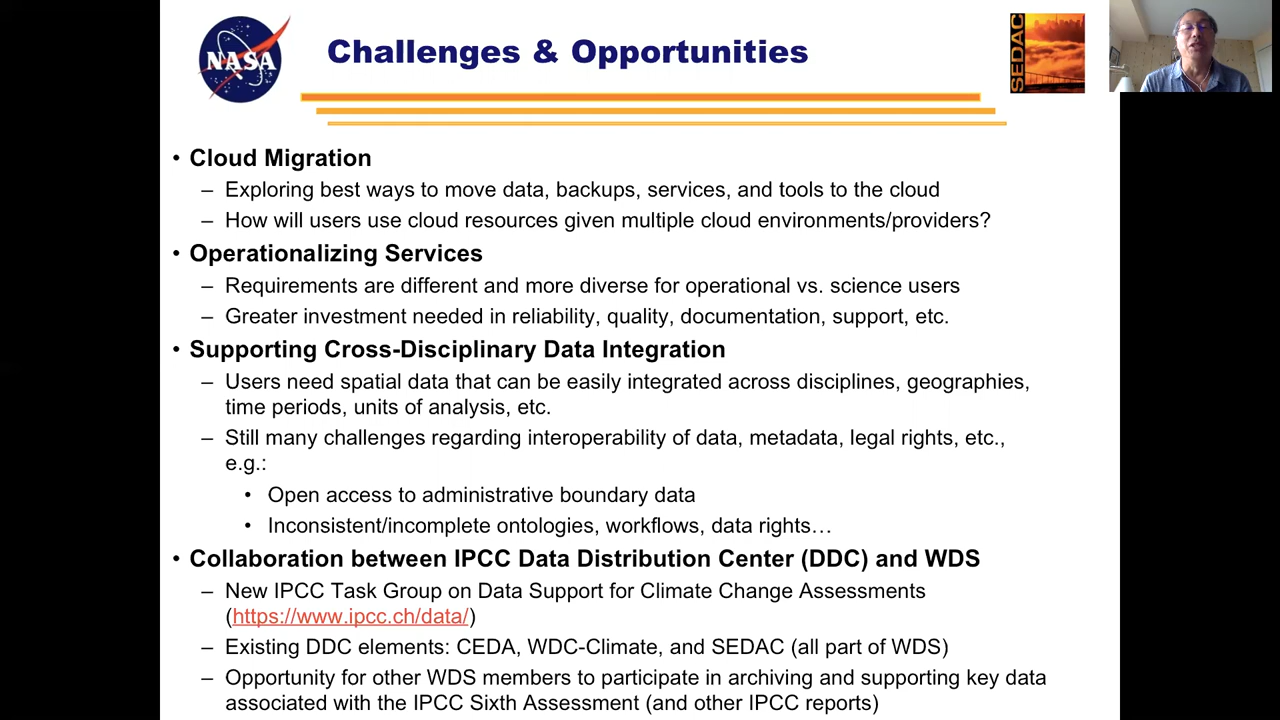 NASA
Challenges & Opportunities
SEDAC
• Cloud Migration
– Exploring best ways to move data, backups, services, and tools to the cloud
– How will users use cloud resources given multiple cloud environments/providers?
• Operationalizing Services
– Requirements are different and more diverse for operational vs. science users
– Greater investment needed in reliability, quality, documentation, support, etc.
• Supporting Cross-Disciplinary Data Integration
– Users need spatial data that can be easily integrated across disciplines, geographies,
time periods, units of analysis, etc.
– Still many challenges regarding interoperability of data, metadata, legal rights, etc.,
e.g.:
• Open access to administrative boundary data
• Inconsistent/incomplete ontologies, workflows, data rights…
• Collaboration between IPCC Data Distribution Center (DDC) and WDS
– New IPCC Task Group on Data Support for Climate Change Assessments
(https://www.ipcc.ch/data/)
– Existing DDC elements: CEDA, WDC-Climate, and SEDAC (all part of WDS)
– Opportunity for other WDS members to participate in archiving and supporting key data
associated with the IPCC Sixth Assessment (and other IPCC reports)